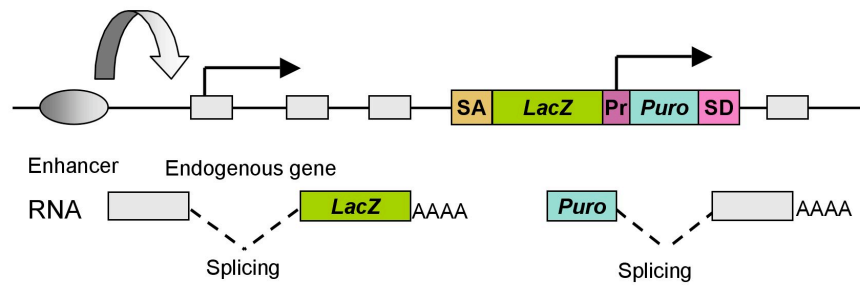 SA LacZ Pr Puro SD
Enhancer Endogenous gene
RNA LacZ AAAA Puro AAAA
Splicing Splicing